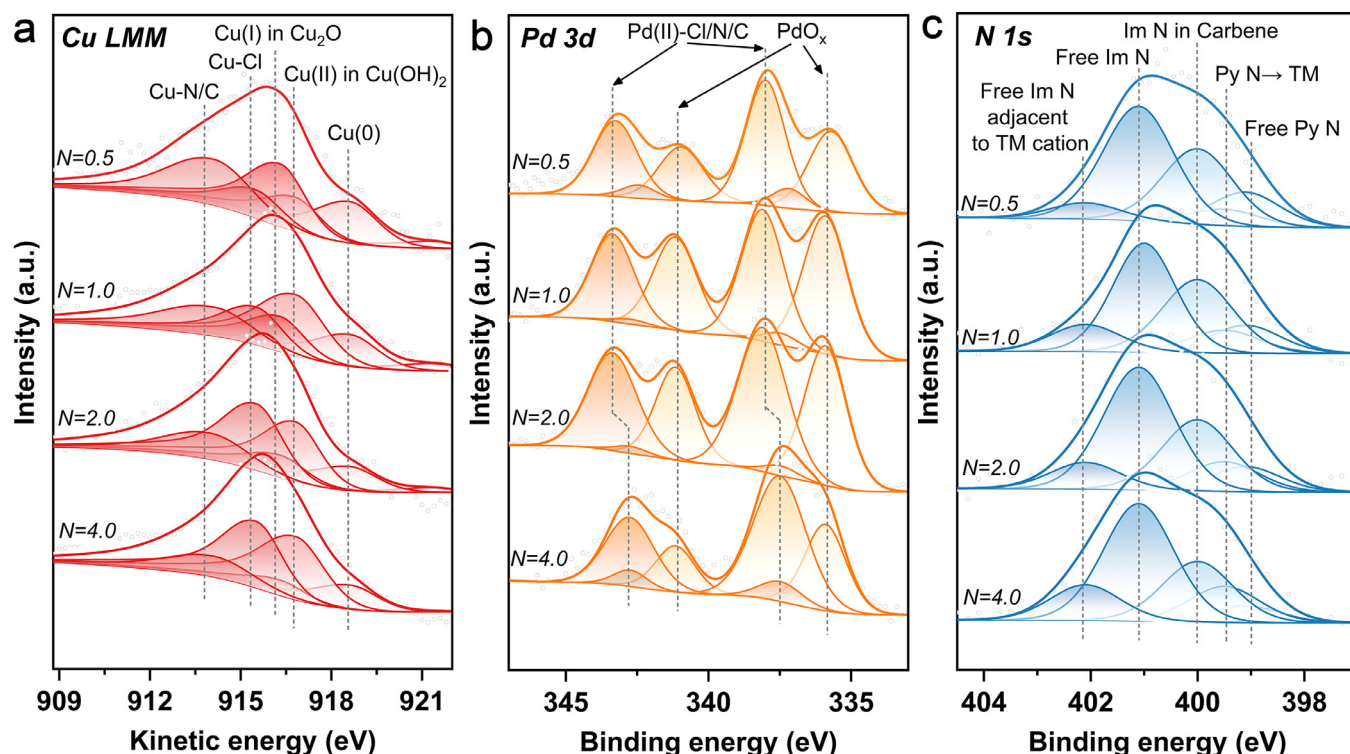 a
Cu LMM
Cu(I) in Cu₂O
Cu-Cl
Cu(II) in Cu(OH)₂
Cu-N/C
Cu(0)
N=0.5
N=1.0
N=2.0
N=4.0
Intensity (a.u.)
909 912 915 918 921
Kinetic energy (eV)
b
Pd 3d
Pd(II)-Cl/N/C
PdOₓ
N=0.5
N=1.0
N=2.0
N=4.0
Intensity (a.u.)
345 340 335
Binding energy (eV)
c
N 1s
Im N in Carbene
Free Im N
Py N→ TM
Free Im N
adjacent
to TM cation
Free Py N
N=0.5
N=1.0
N=2.0
N=4.0
Intensity (a.u.)
404 402 400 398
Binding energy (eV)